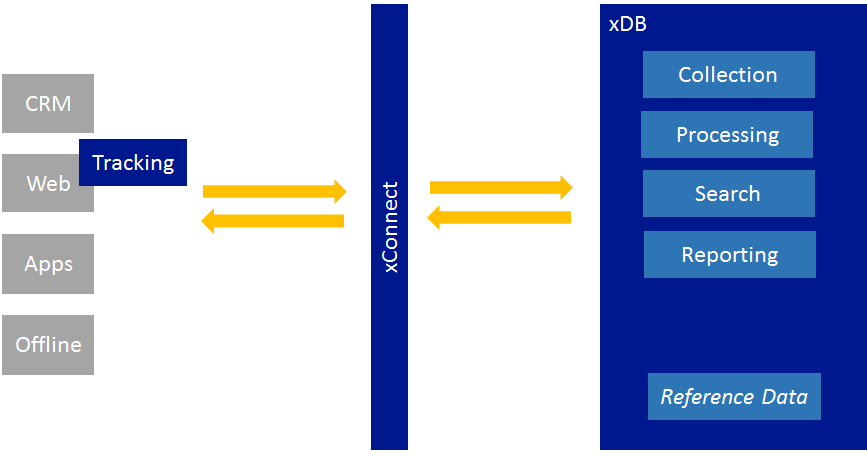 CRM
Tracking
Web
Apps
Offline
xConnect
xDB
Collection
Processing
Search
Reporting
Reference Data